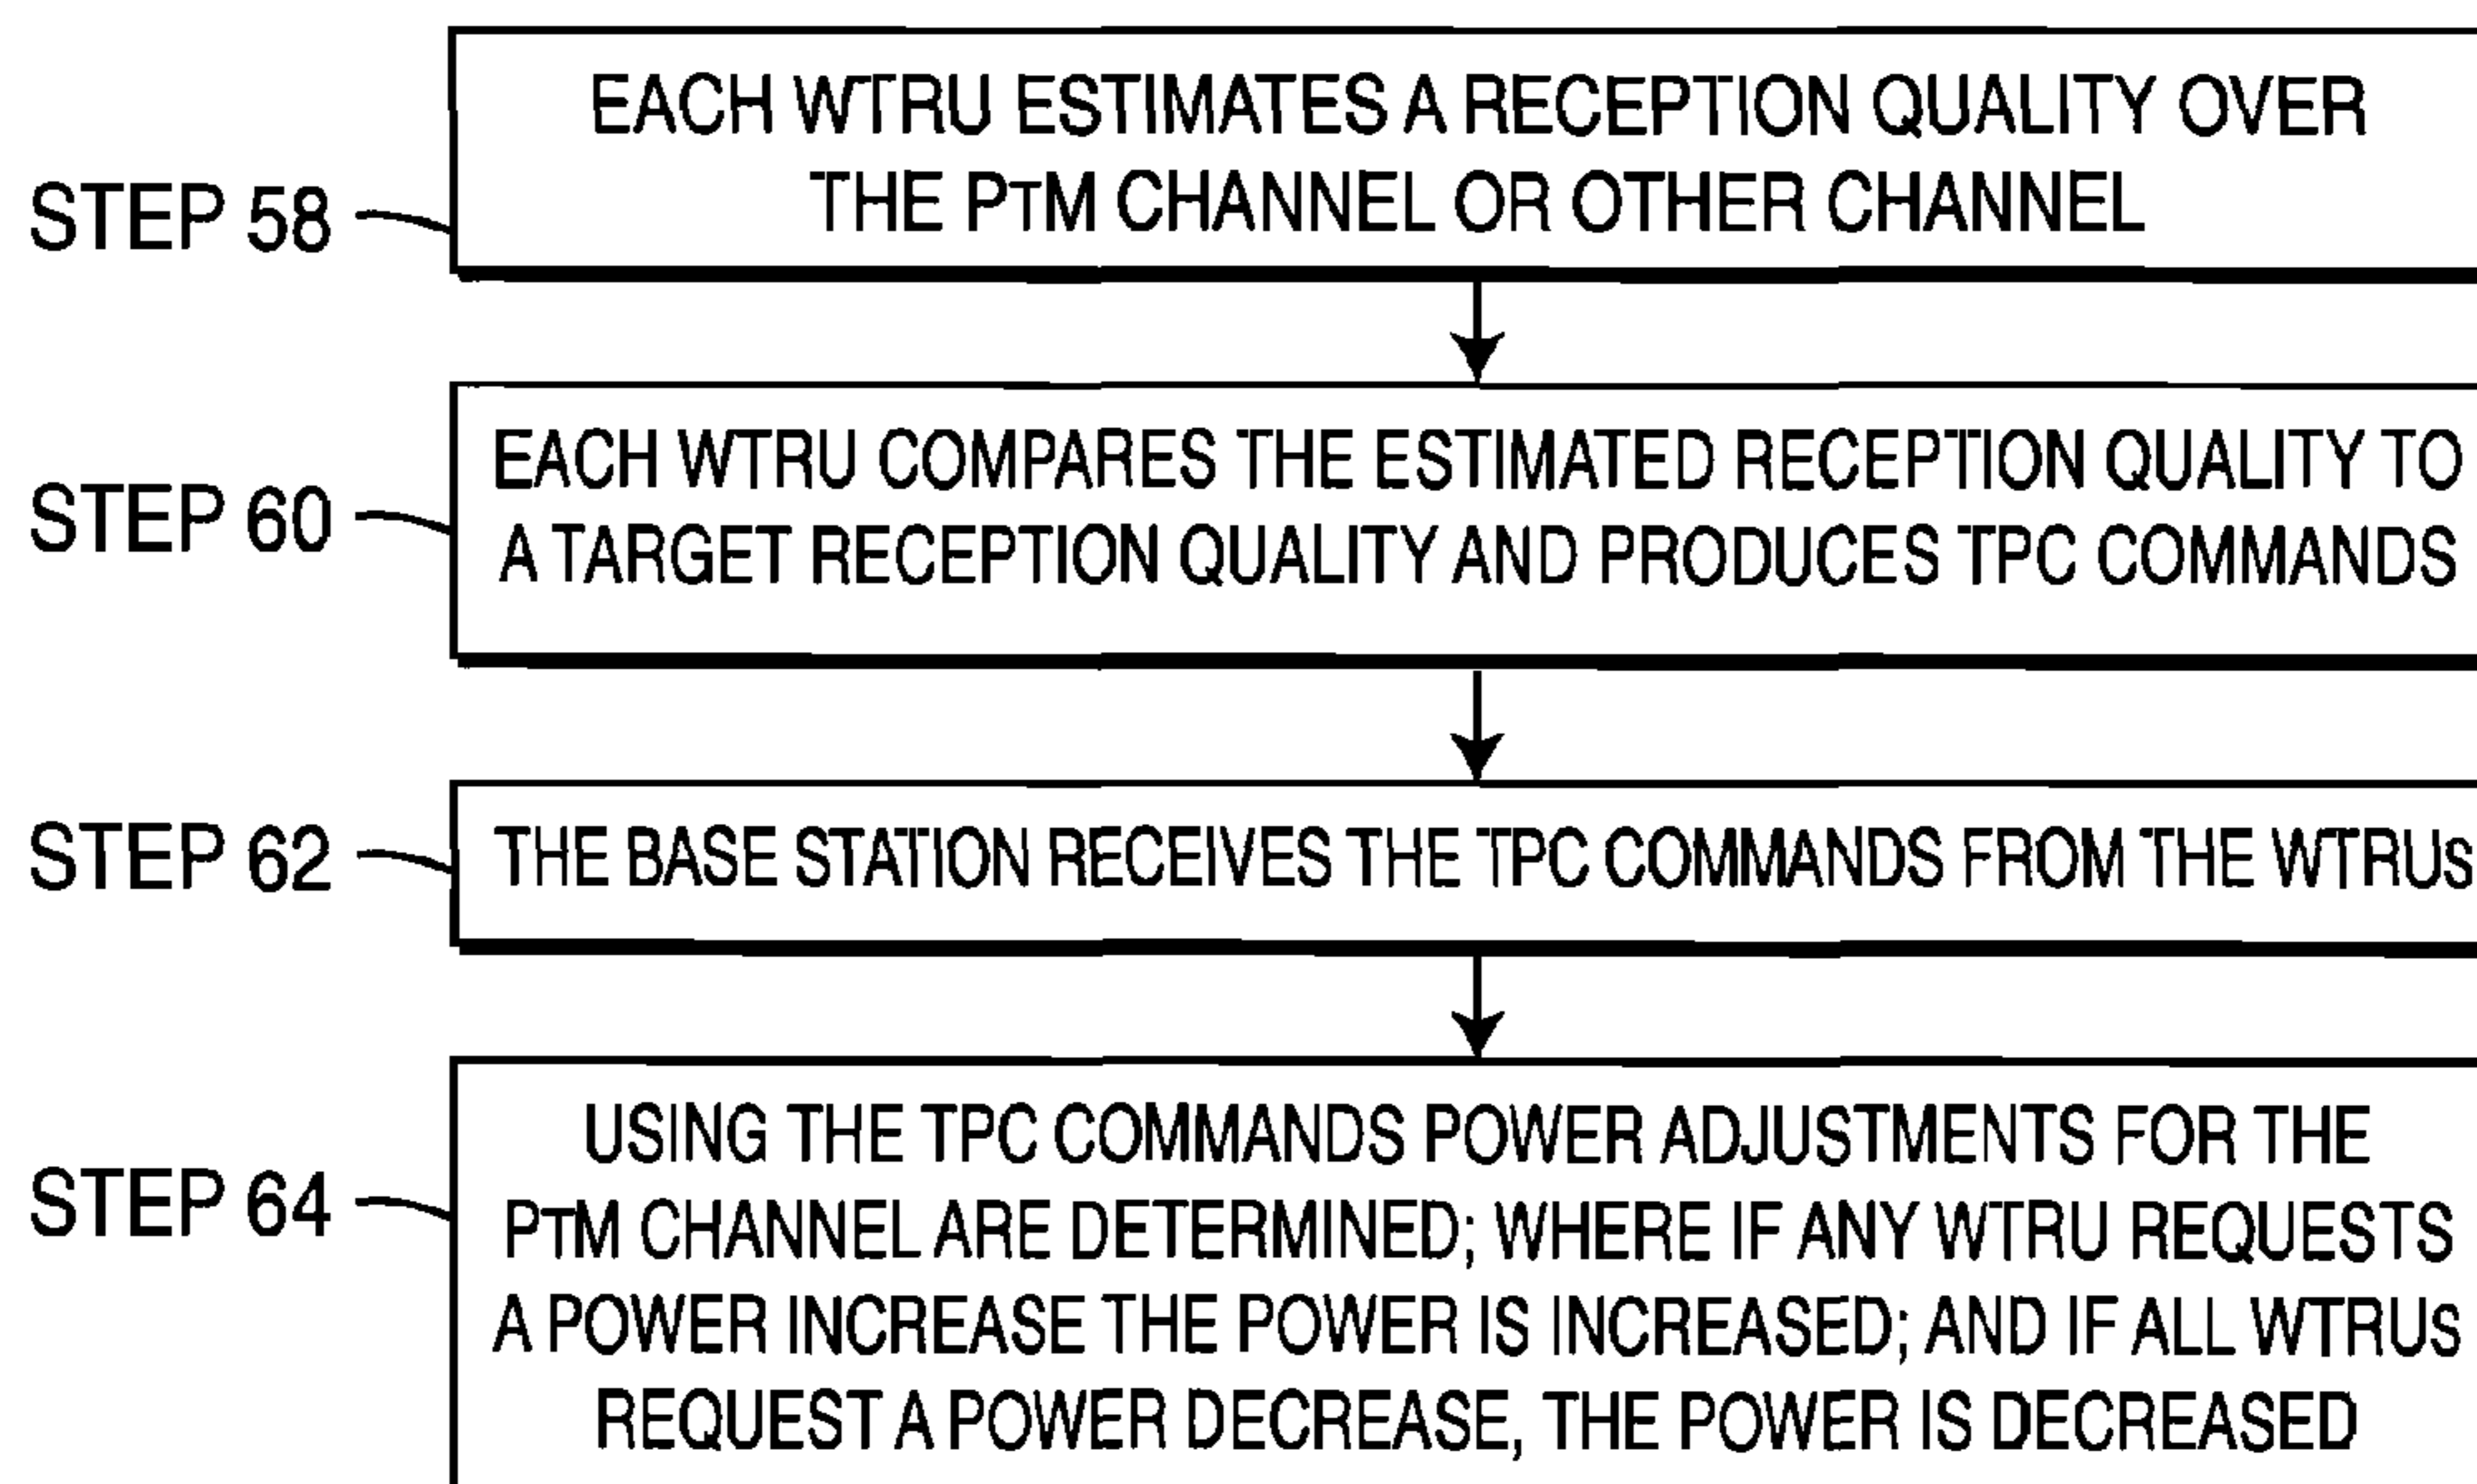 EACH WTRU ESTIMATES A RECEPTION QUALITY OVER
THE PTM CHANNEL OR OTHER CHANNEL
STEP 58
EACH WTRU COMPARES THE ESTIMATED RECEPTION QUALITY TO
A TARGET RECEPTION QUALITY AND PRODUCES TPC COMMANDS
STEP 60
THE BASE STATION RECEIVES THE TPC COMMANDS FROM THE WTRUs
STEP 62
USING THE TPC COMMANDS POWER ADJUSTMENTS FOR THE
PTM CHANNEL ARE DETERMINED; WHERE IF ANY WTRU REQUESTS
A POWER INCREASE THE POWER IS INCREASED; AND IF ALL WTRUs
REQUEST A POWER DECREASE, THE POWER IS DECREASED
STEP 64